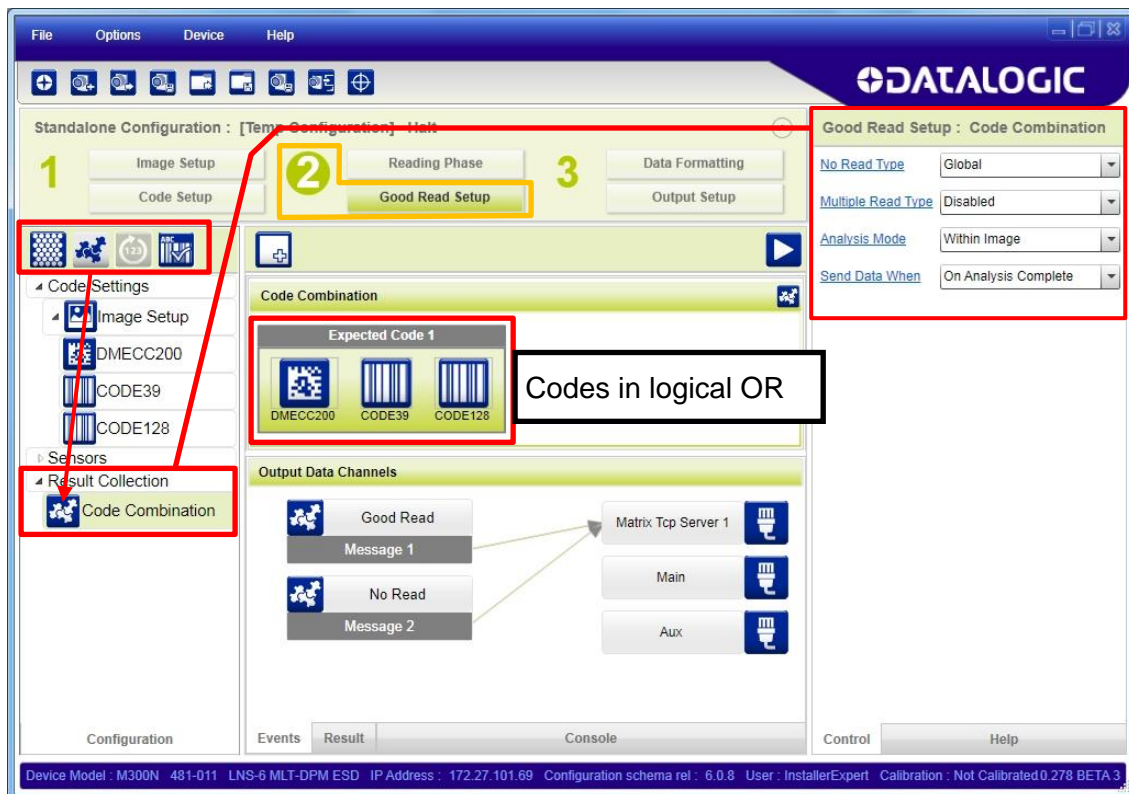 File Options Device Help
DATALOGIC
Standalone Configuration : [Temp Configuration] - Halt
1
Image Setup
Code Setup
2
Reading Phase
Good Read Setup
3
Data Formatting
Output Setup
Good Read Setup : Code Combination
No Read Type Global
Multiple Read Type Disabled
Analysis Mode Within Image
Send Data When On Analysis Complete
123
ABC
Code Settings
Image Setup
DMECC200
CODE39
CODE128
Sensors
Result Collection
Code Combination
Configuration
Code Combination
Expected Code 1
DMECC200 CODE39 CODE128
Codes in logical OR
Output Data Channels
Good Read
Message 1
No Read
Message 2
Matrix Tcp Server 1
Main
Aux
Events Result Console
Control Help
Device Model : M300N 481-011 LNS-6 MLT-DPM ESD IP Address : 172.27.101.69 Configuration schema rel : 6.0.8 User : InstallerExpert Calibration : Not Calibrated 0.278 BETA 3